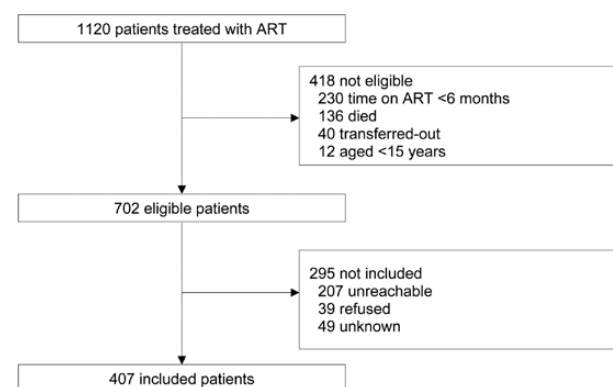 1120 patients treated with ART
418 not eligible
230 time on ART <6 months
136 died
40 transferred-out
12 aged <15 years
702 eligible patients
295 not included
207 unreachable
39 refused
49 unknown
407 included patients